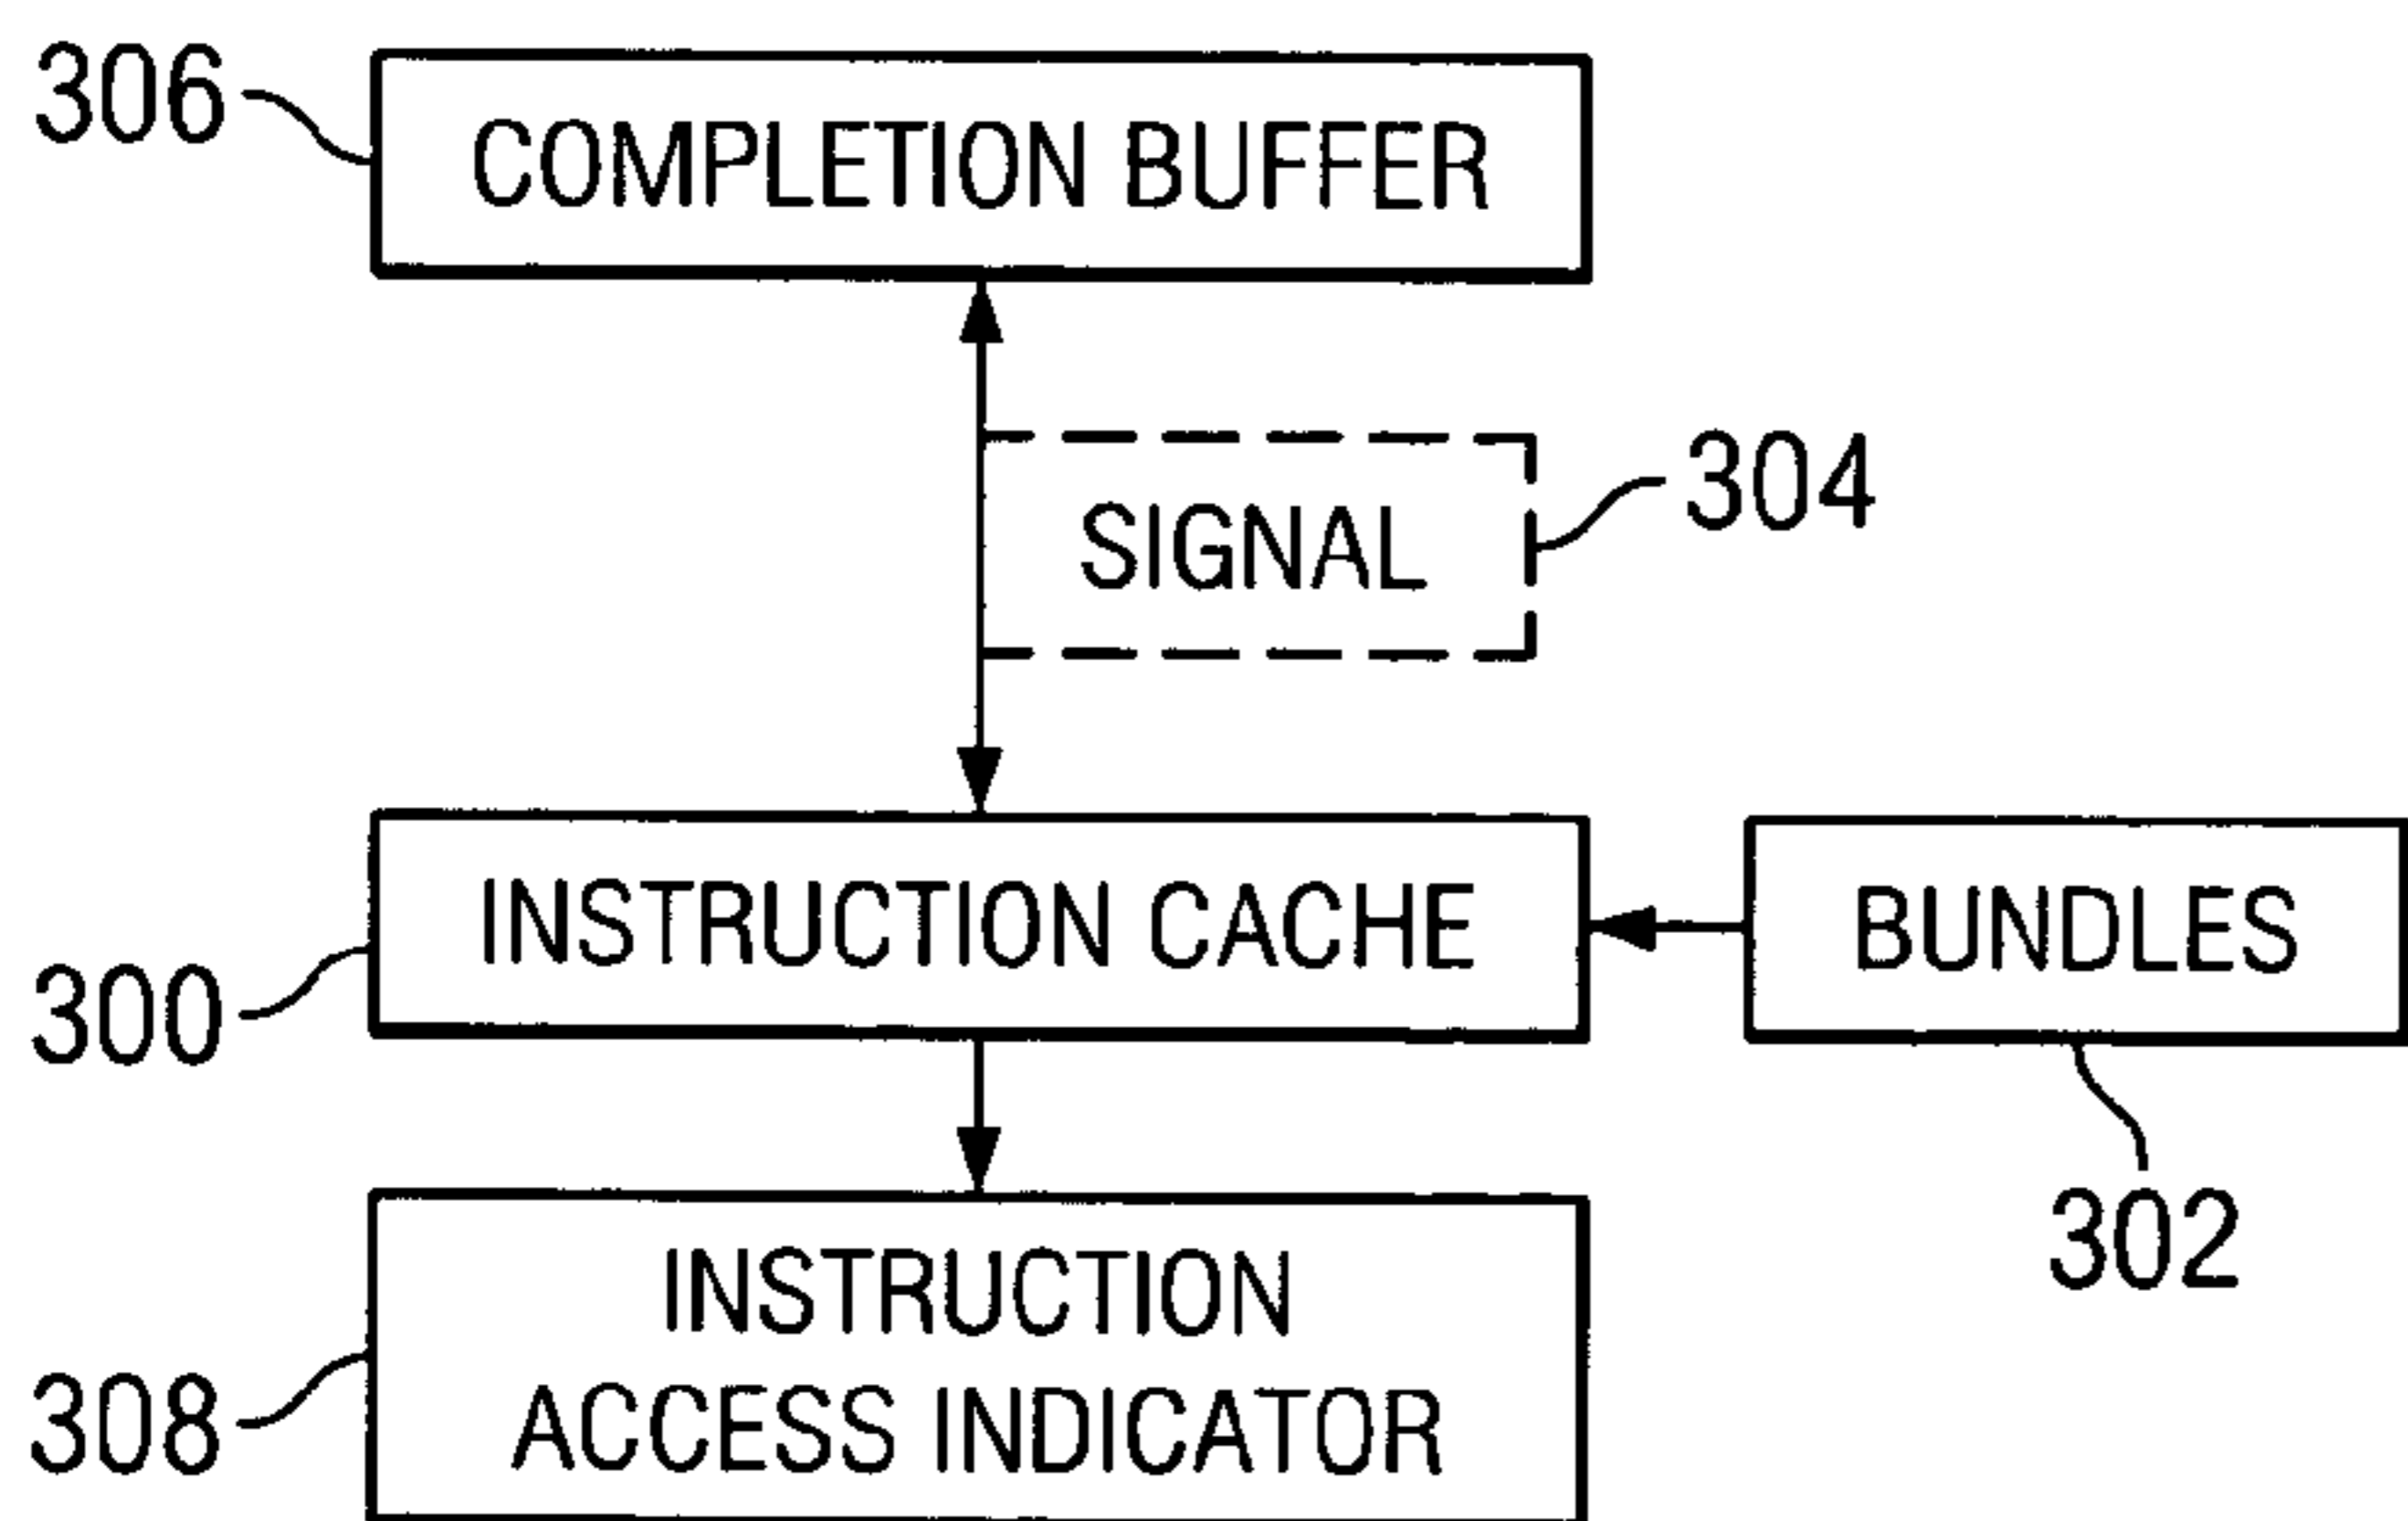 306
COMPLETION BUFFER
SIGNAL
304
INSTRUCTION CACHE
BUNDLES
300
302
INSTRUCTION
ACCESS INDICATOR
308